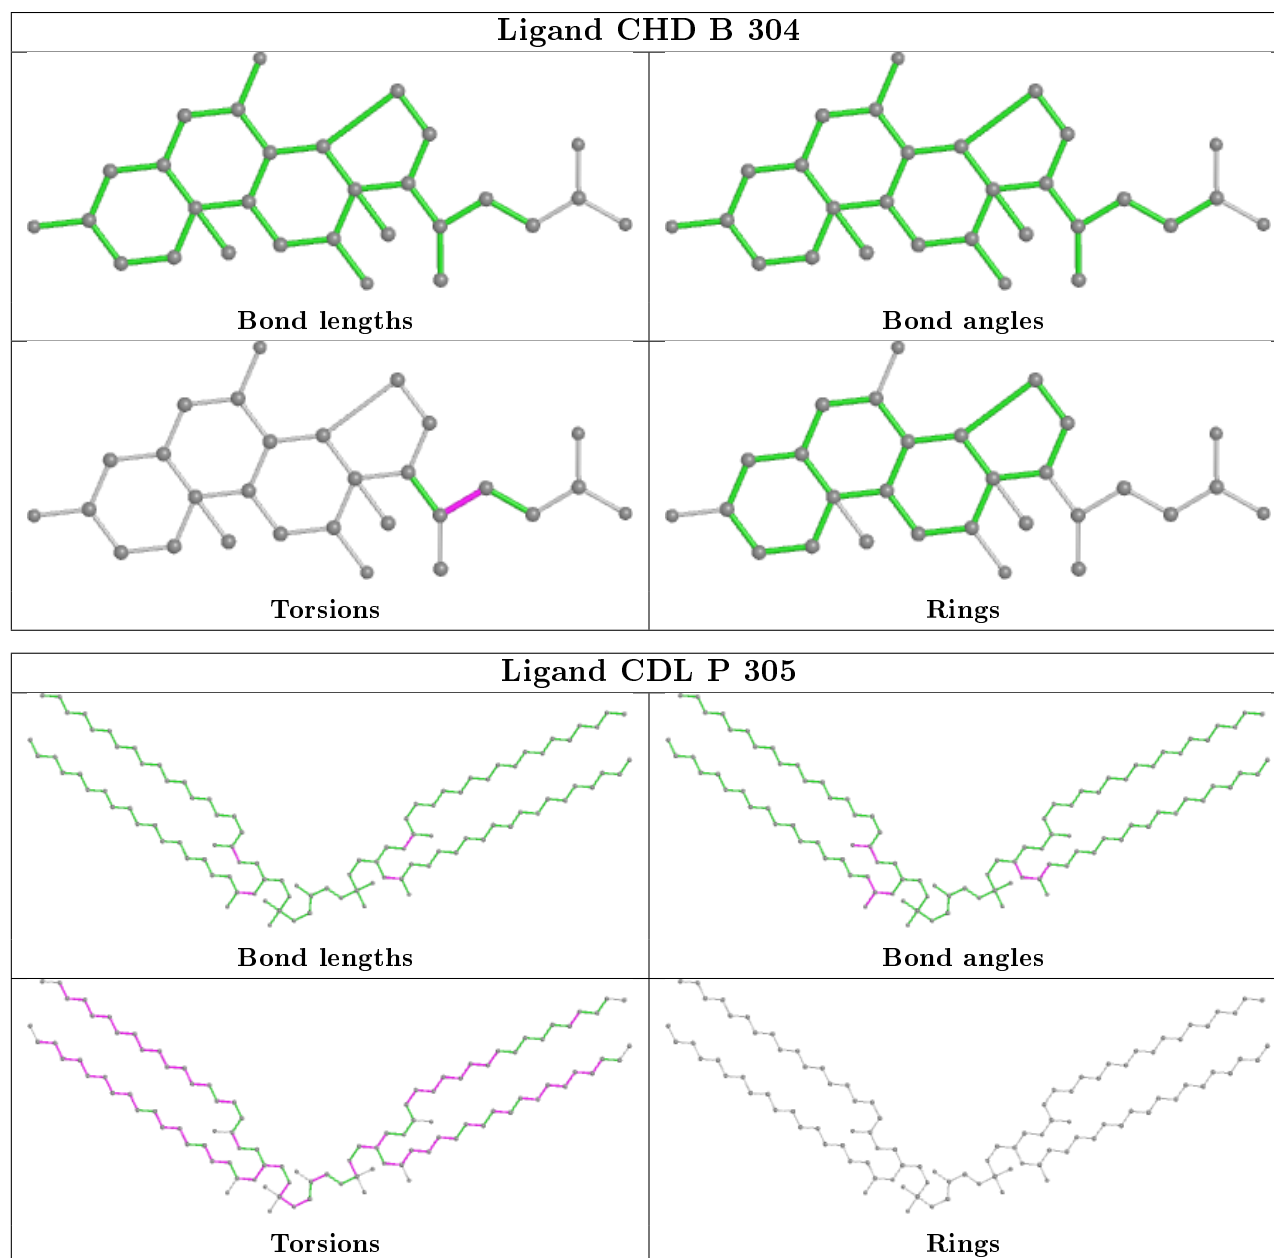 Ligand CHD B 304
Bond lengths
Bond angles
Torsions
Rings
Ligand CDL P 305
Bond lengths
Bond angles
Torsions
Rings